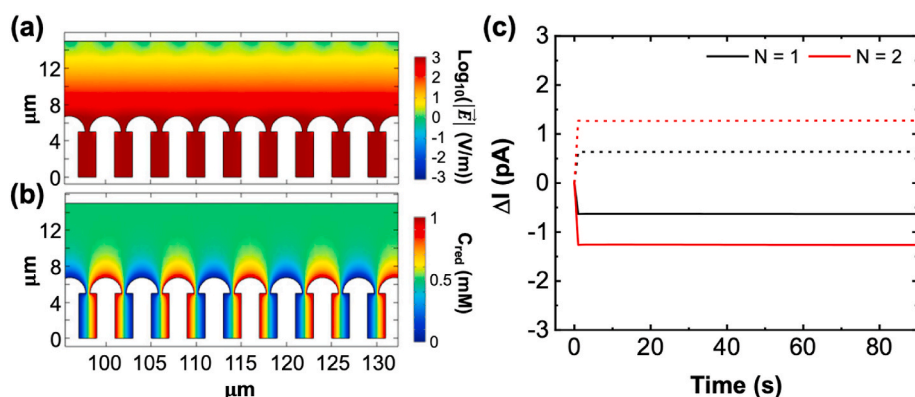 (a)
12
8
4
0
μm
3
2
1
0
-1
-2
-3
Log10(|E| (V/m))
(b)
12
8
4
0
μm
1
0.5
0
Cred (mM)
100 105 110 115 120 125 130
μm
(c)
N = 1 N = 2
3
2
1
0
-1
-2
-3
ΔI (pA)
0 20 40 60 80
Time (s)